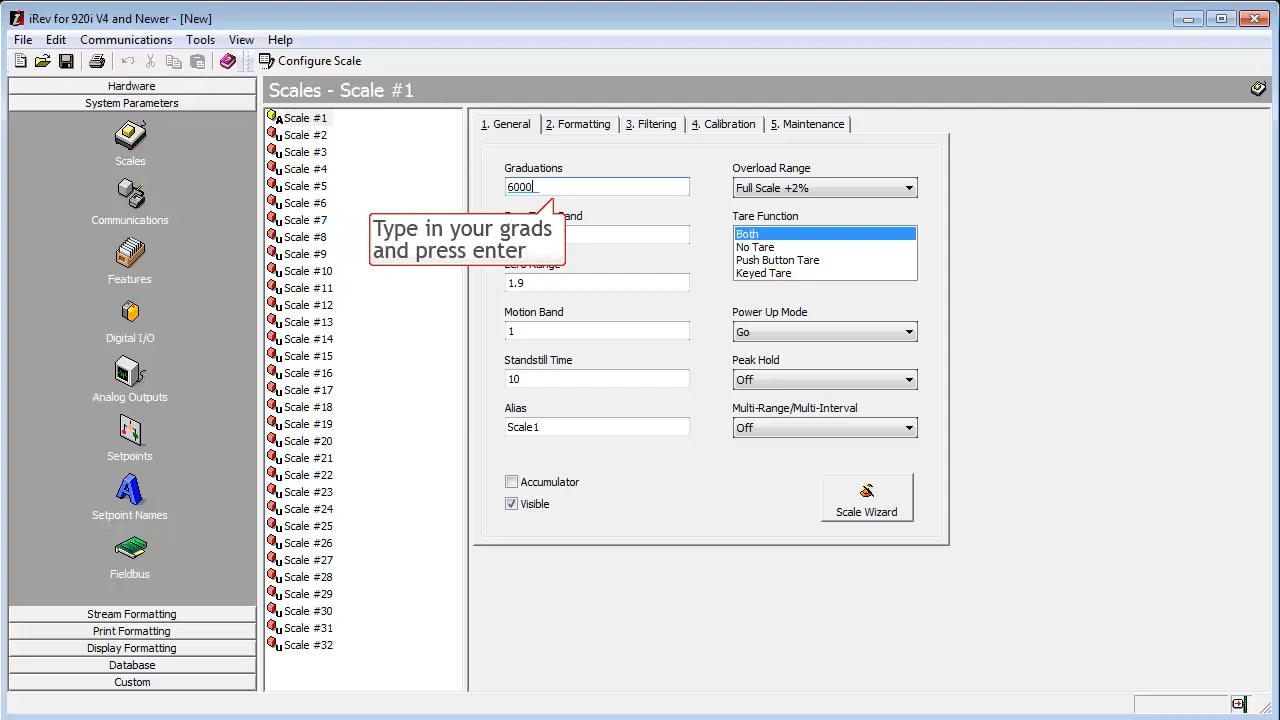 iRev for 920i V4 and Newer - [New]
File Edit Communications Tools View Help
Configure Scale
Hardware
System Parameters
Scales
Communications
Features
Digital I/O
Analog Outputs
Setpoints
Setpoint Names
Fieldbus
Stream Formatting
Print Formatting
Display Formatting
Database
Custom
Scales - Scale #1
Scale #1
Scale #2
Scale #3
Scale #4
Scale #5
Scale #6
Scale #7
Scale #8
Scale #9
Scale #10
Scale #11
Scale #12
Scale #13
Scale #14
Scale #15
Scale #16
Scale #17
Scale #18
Scale #19
Scale #20
Scale #21
Scale #22
Scale #23
Scale #24
Scale #25
Scale #26
Scale #27
Scale #28
Scale #29
Scale #30
Scale #31
Scale #32
1. General 2. Formatting 3. Filtering 4. Calibration 5. Maintenance
Graduations
6000
Type in your grads
and press enter
1.9
Motion Band
1
Standstill Time
10
Alias
Scale1
Accumulator
Visible
Overload Range
Full Scale +2%
Tare Function
Both
No Tare
Push Button Tare
Keyed Tare
Power Up Mode
Go
Peak Hold
Off
Multi-Range/Multi-Interval
Off
Scale Wizard